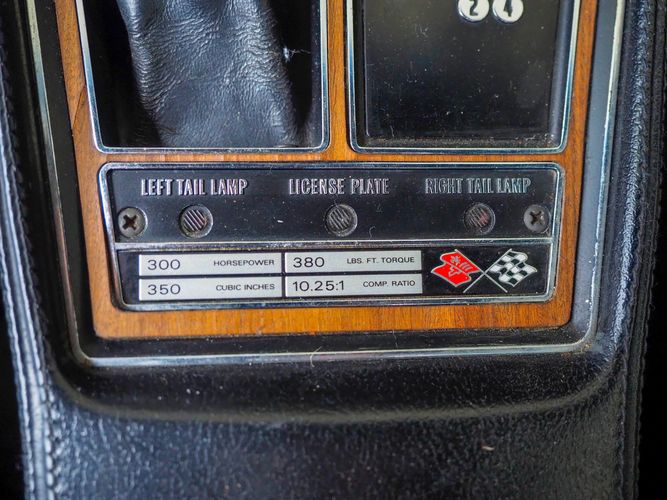 LEFT TAIL LAMP LICENSE PLATE RIGHT TAIL LAMP
300 HORSEPOWER 380 LBS. FT. TORQUE
350 CUBIC INCHES 10.25:1 COMP. RATIO